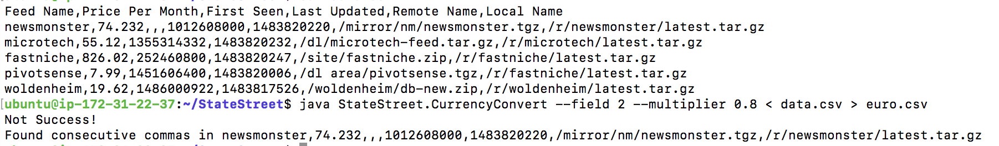 Feed Name,Price Per Month,First Seen,Last Updated,Remote Name,Local Name
newsmonster,74.232,,,1012608000,1483820220,/mirror/nm/newsmonster.tgz,/r/newsmonster/latest.tar.gz
microtech,55.12,1355314332,1483820232,/dl/microtech-feed.tar.gz,/r/microtech/latest.tar.gz
fastniche,826.02,252460800,1483820247,/site/fastniche.zip,/r/fastniche/latest.tar.gz
pivotsense,7.99,1451606400,1483820006,/dl area/pivotsense.tgz,/r/fastniche/latest.tar.gz
woldenheim,19.62,1486000922,1483817526,/woldenheim/db-new.zip,/r/woldenheim/latest.tar.gz
[ubuntu@ip-172-31-22-37:~/StateStreet$ java StateStreet.CurrencyConvert --field 2 --multiplier 0.8 < data.csv > euro.csv
Not Success!
Found consecutive commas in newsmonster,74.232,,,1012608000,1483820220,/mirror/nm/newsmonster.tgz,/r/newsmonster/latest.tar.gz